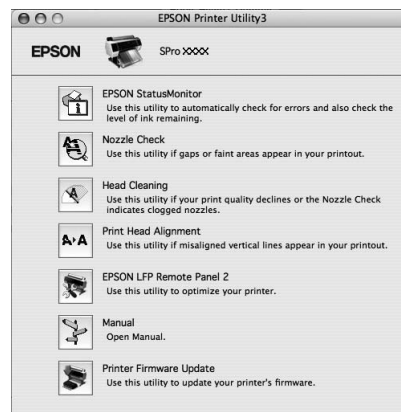 EPSON Printer Utility3
EPSON
SPro XXXX
EPSON StatusMonitor
Use this utility to automatically check for errors and also check the
level of ink remaining.
Nozzle Check
Use this utility if gaps or faint areas appear in your printout.
Head Cleaning
Use this utility if your print quality declines or the Nozzle Check
indicates clogged nozzles.
Print Head Alignment
Use this utility if misaligned vertical lines appear in your printout.
EPSON LFP Remote Panel 2
Use this utility to optimize your printer.
Manual
Open Manual.
Printer Firmware Update
Use this utility to update your printer's firmware.